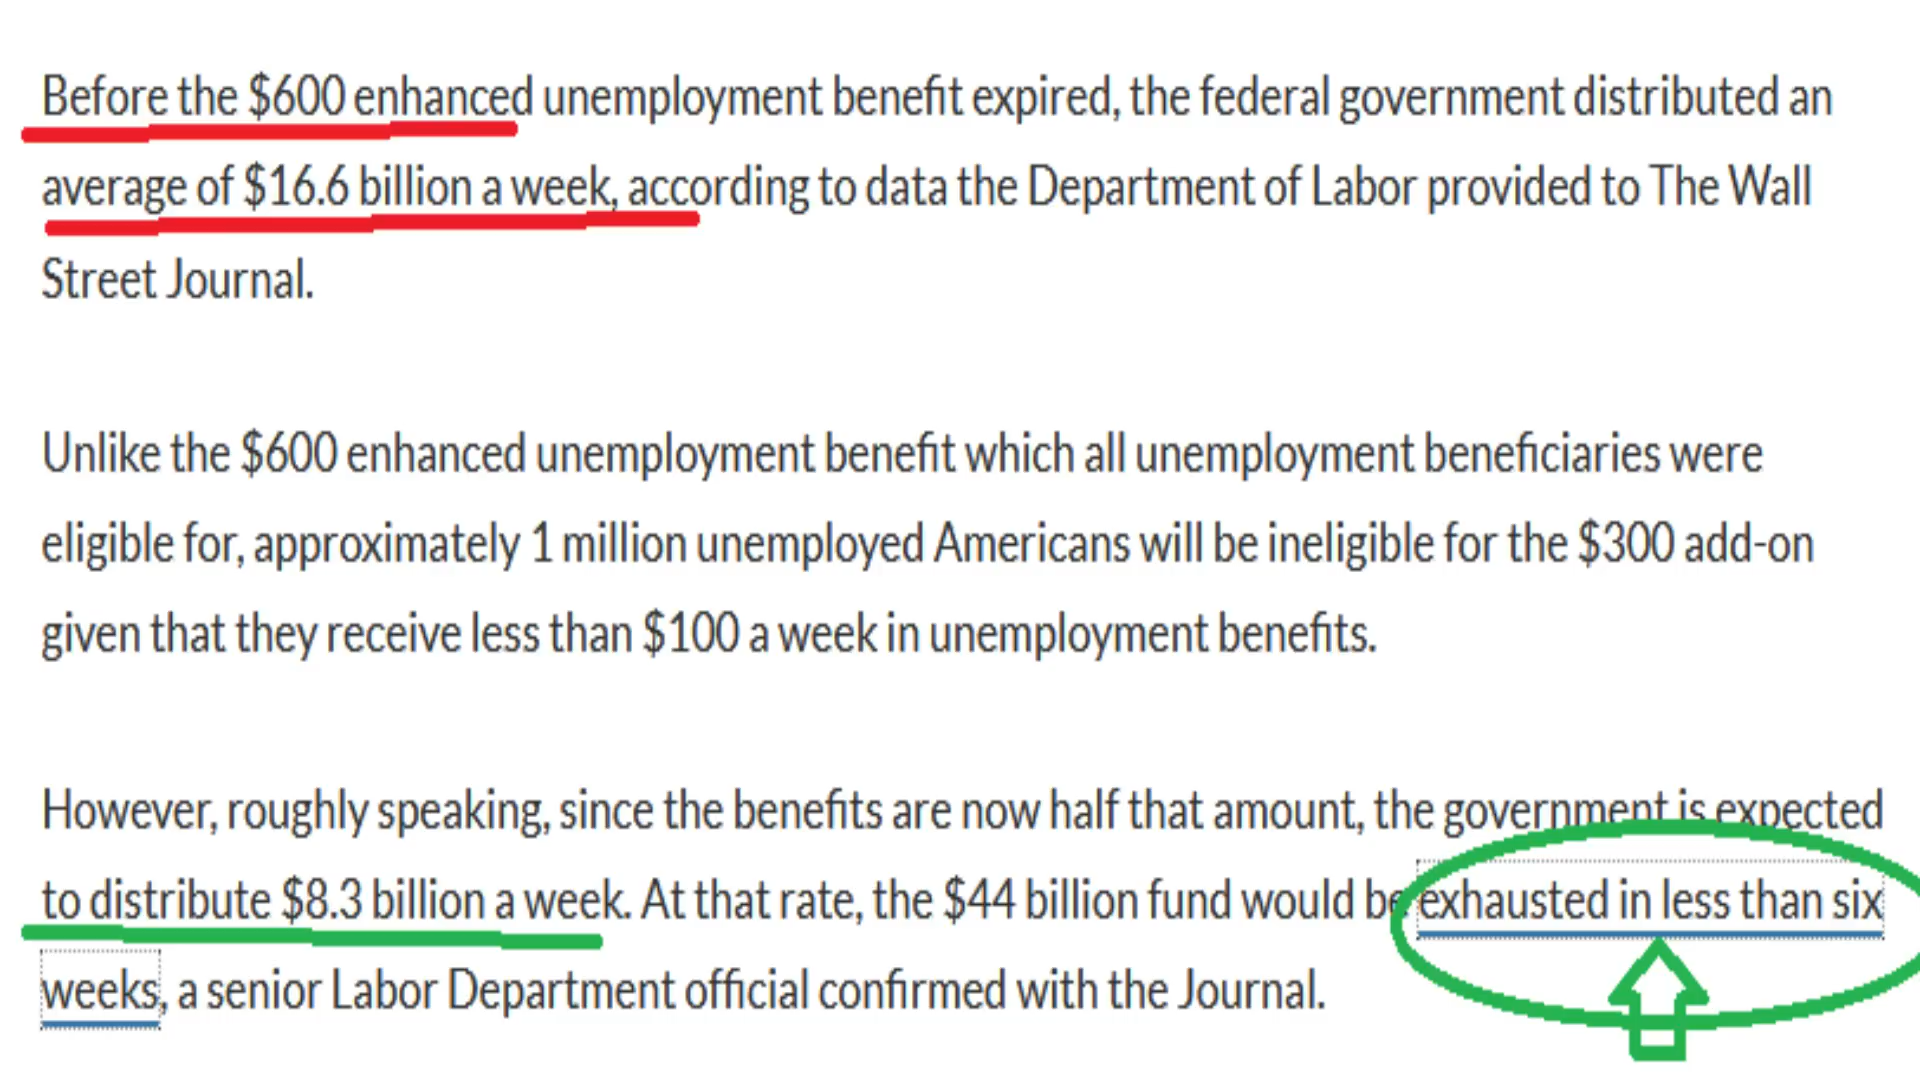 Before the $600 enhanced unemployment benefit expired, the federal government distributed an
average of $16.6 billion a week, according to data the Department of Labor provided to The Wall
Street Journal.
Unlike the $600 enhanced unemployment benefit which all unemployment beneficiaries were
eligible for, approximately 1 million unemployed Americans will be ineligible for the $300 add-on
given that they receive less than $100 a week in unemployment benefits.
However, roughly speaking, since the benefits are now half that amount, the government is expected
to distribute $8.3 billion a week. At that rate, the $44 billion fund would be exhausted in less than six
weeks, a senior Labor Department official confirmed with the Journal.